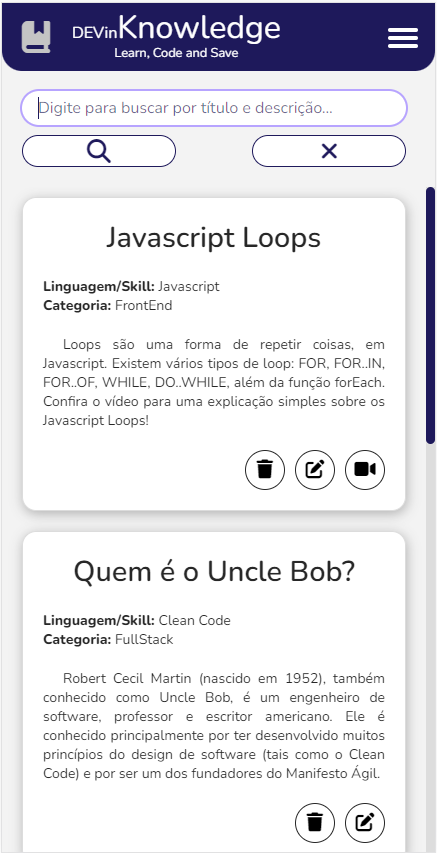 DEVinKnowledge
Learn, Code and Save
Digite para buscar por título e descrição...
Javascript Loops
Linguagem/Skill: Javascript
Categoria: FrontEnd
Loops são uma forma de repetir coisas, em
Javascript. Existem vários tipos de loop: FOR, FOR..IN,
FOR..OF, WHILE, DO..WHILE, além da função forEach.
Confira o vídeo para uma explicação simples sobre os
Javascript Loops!
Quem é o Uncle Bob?
Linguagem/Skill: Clean Code
Categoria: FullStack
Robert Cecil Martin (nascido em 1952), também
conhecido como Uncle Bob, é um engenheiro de
software, professor e escritor americano. Ele é
conhecido principalmente por ter desenvolvido muitos
princípios do design de software (tais como o Clean
Code) e por ser um dos fundadores do Manifesto Ágil.